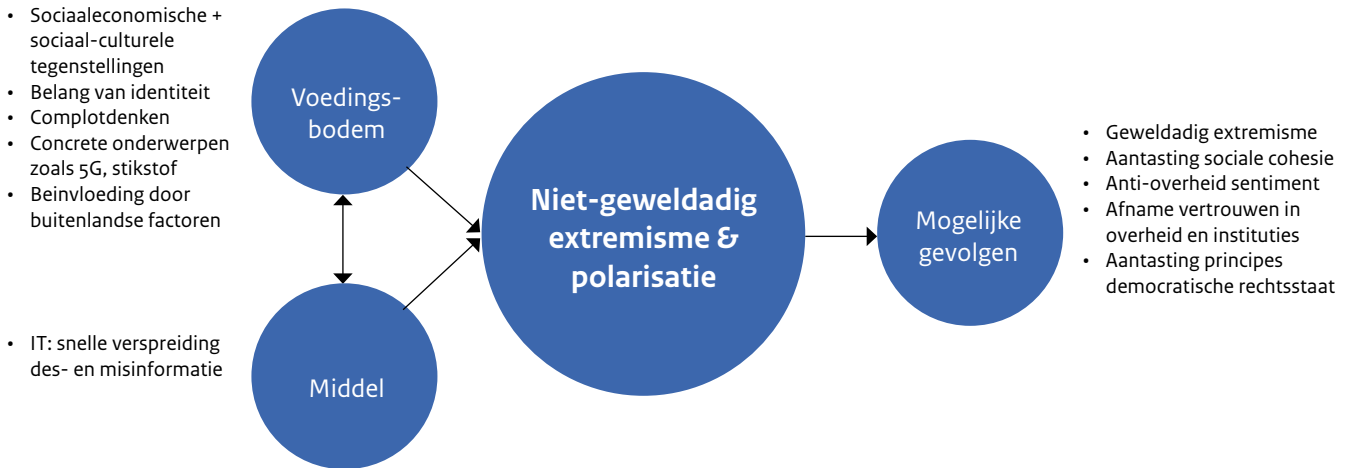 • Sociaaleconomische +
sociaal-culturele
tegenstellingen
• Belang van identiteit
• Complotdenken
• Concrete onderwerpen
zoals 5G, stikstof
• Beinvloeding door
buitenlandse factoren
• IT: snelle verspreiding
des- en misinformatie
Voedings-
bodem
Middel
Niet-geweldadig
extremisme &
polarisatie
Mogelijke
gevolgen
• Geweldadig extremisme
• Aantasting sociale cohesie
• Anti-overheid sentiment
• Afname vertrouwen in
overheid en instituties
• Aantasting principes
democratische rechtsstaat